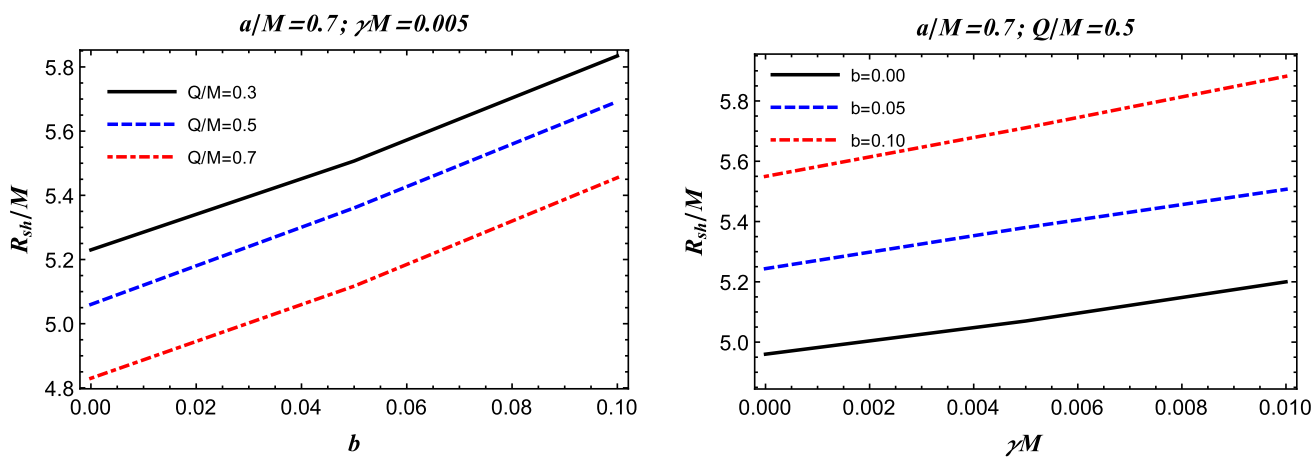 a/M=0.7; γM=0.005
R_sh/M
5.8
5.6
5.4
5.2
5.0
4.8
Q/M=0.3
Q/M=0.5
Q/M=0.7
0.00 0.02 0.04 0.06 0.08 0.10
b
a/M=0.7; Q/M=0.5
R_sh/M
5.8
5.6
5.4
5.2
5.0
b=0.00
b=0.05
b=0.10
0.000 0.002 0.004 0.006 0.008 0.010
γM